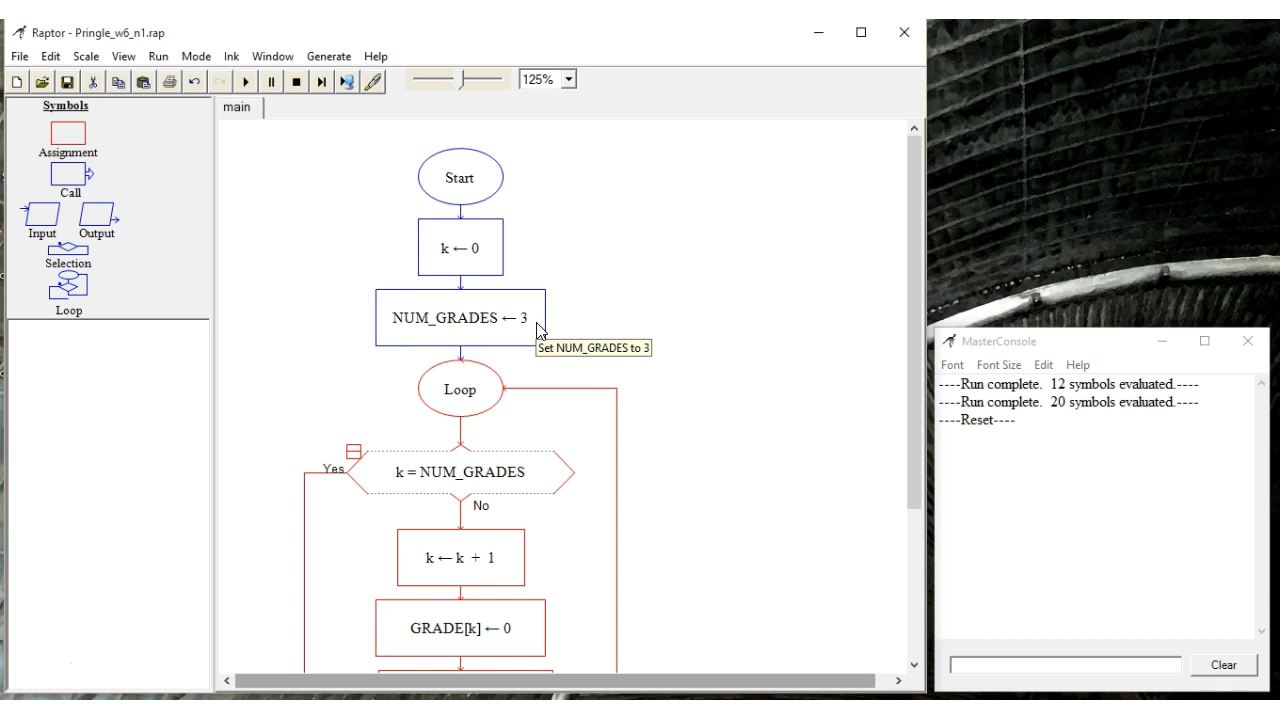 Raptor - Pringle_w6_n1.rap
File Edit Scale View Run Mode Ink Window Generate Help
125%
Symbols
Assignment
Call
Input Output
Selection
Loop
main
Start
k ← 0
NUM_GRADES ← 3
Set NUM_GRADES to 3
Loop
Yes
k = NUM_GRADES
No
k ← k + 1
GRADE[k] ← 0
MasterConsole
Font Font Size Edit Help
----Run complete. 12 symbols evaluated.----
----Run complete. 20 symbols evaluated.----
----Reset----
Clear